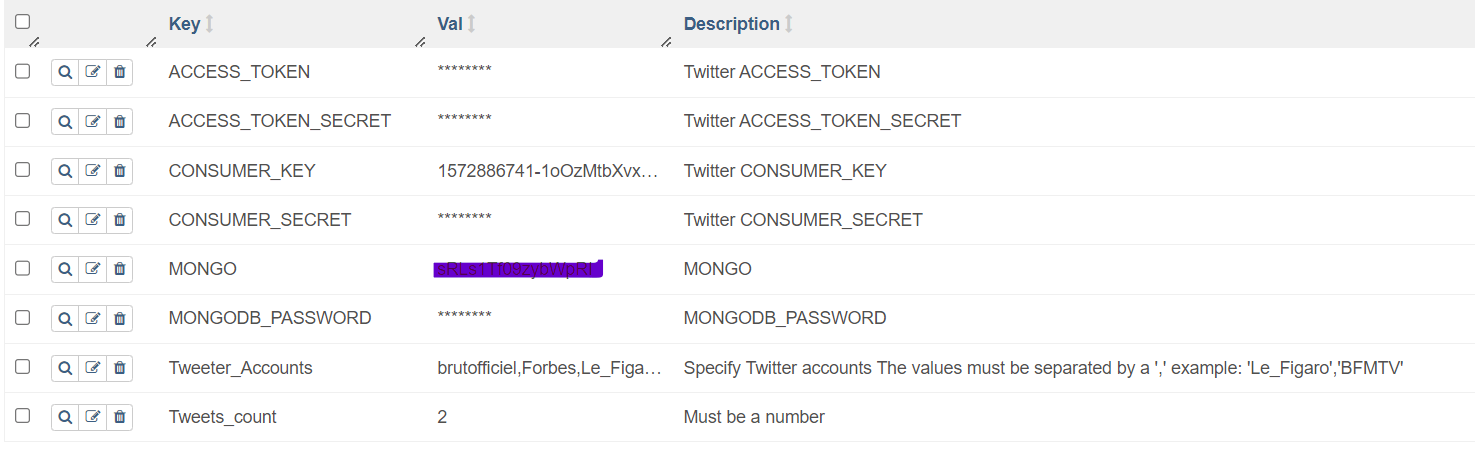 Key Val Description
ACCESS_TOKEN ******** Twitter ACCESS_TOKEN
ACCESS_TOKEN_SECRET ******** Twitter ACCESS_TOKEN_SECRET
CONSUMER_KEY 1572886741-1oOzMtbXvx... Twitter CONSUMER_KEY
CONSUMER_SECRET ******** Twitter CONSUMER_SECRET
MONGO MONGO
MONGODB_PASSWORD ******** MONGODB_PASSWORD
Tweeter_Accounts brutofficiel,Forbes,Le_Figa... Specify Twitter accounts The values must be separated by a ',' example: 'Le_Figaro','BFMTV'
Tweets_count 2 Must be a number